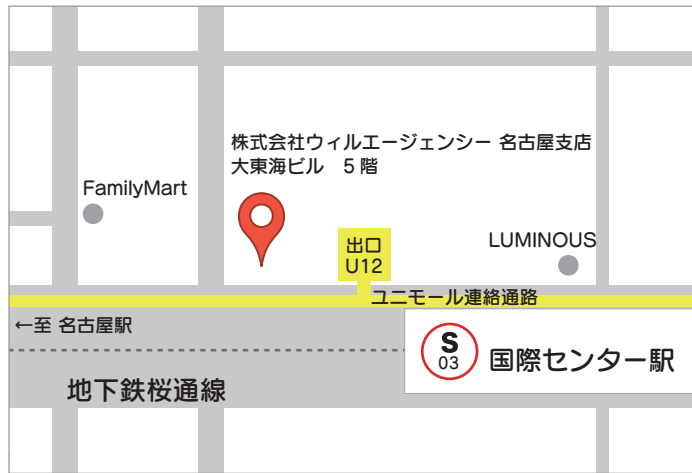 株式会社ウィルエージェンシー 名古屋支店
大東海ビル　5階
FamilyMart
出口
U12
LUMINOUS
ユニモール連絡通路
←至 名古屋駅
S
03
国際センター駅
地下鉄桜通線